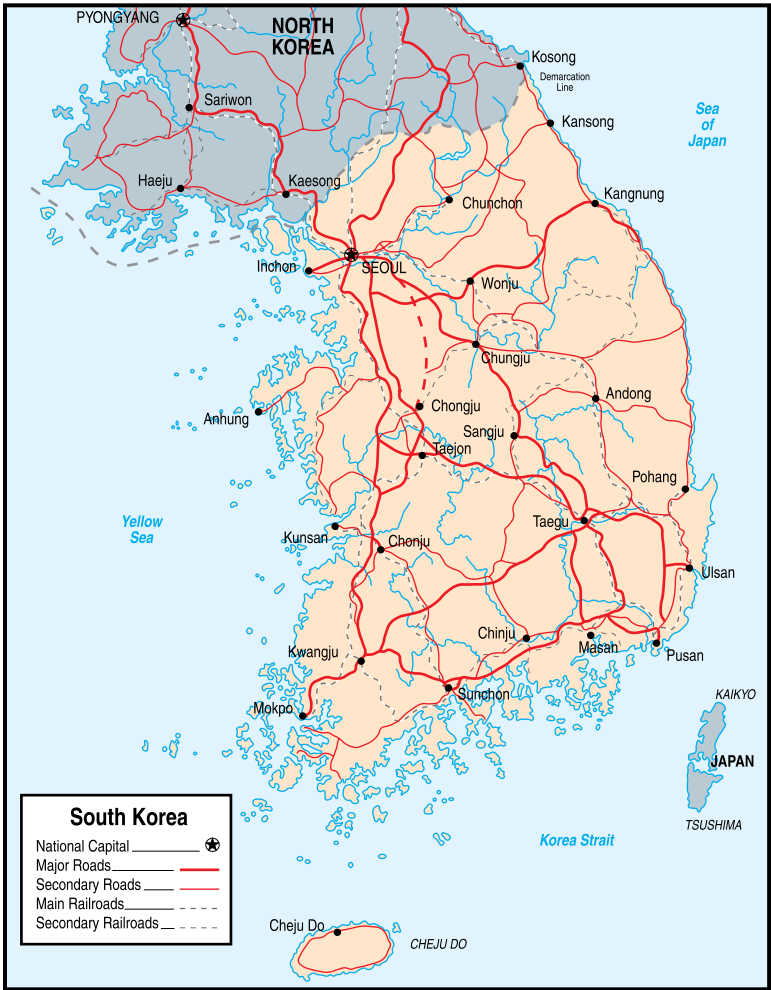 PYONGYANG
NORTH
KOREA
Kosong
Demarcation
Line
Sariwon
Sea
of
Japan
Kansong
Haeju
Kaesong
Kangnung
Chunchon
Inchon
SEOUL
Wonju
Chungju
Andong
Chongju
Anhung
Sangju
Taejon
Pohang
Yellow
Sea
Taegu
Kunsan
Chonju
Ulsan
Chinju
Masan
Kwangju
Pusan
Sunchon
KAIKYO
Mokpo
JAPAN
TSUSHIMA
Korea Strait
South Korea
National Capital
Major Roads
Secondary Roads
Main Railroads
Secondary Railroads
Cheju Do
CHEJU DO